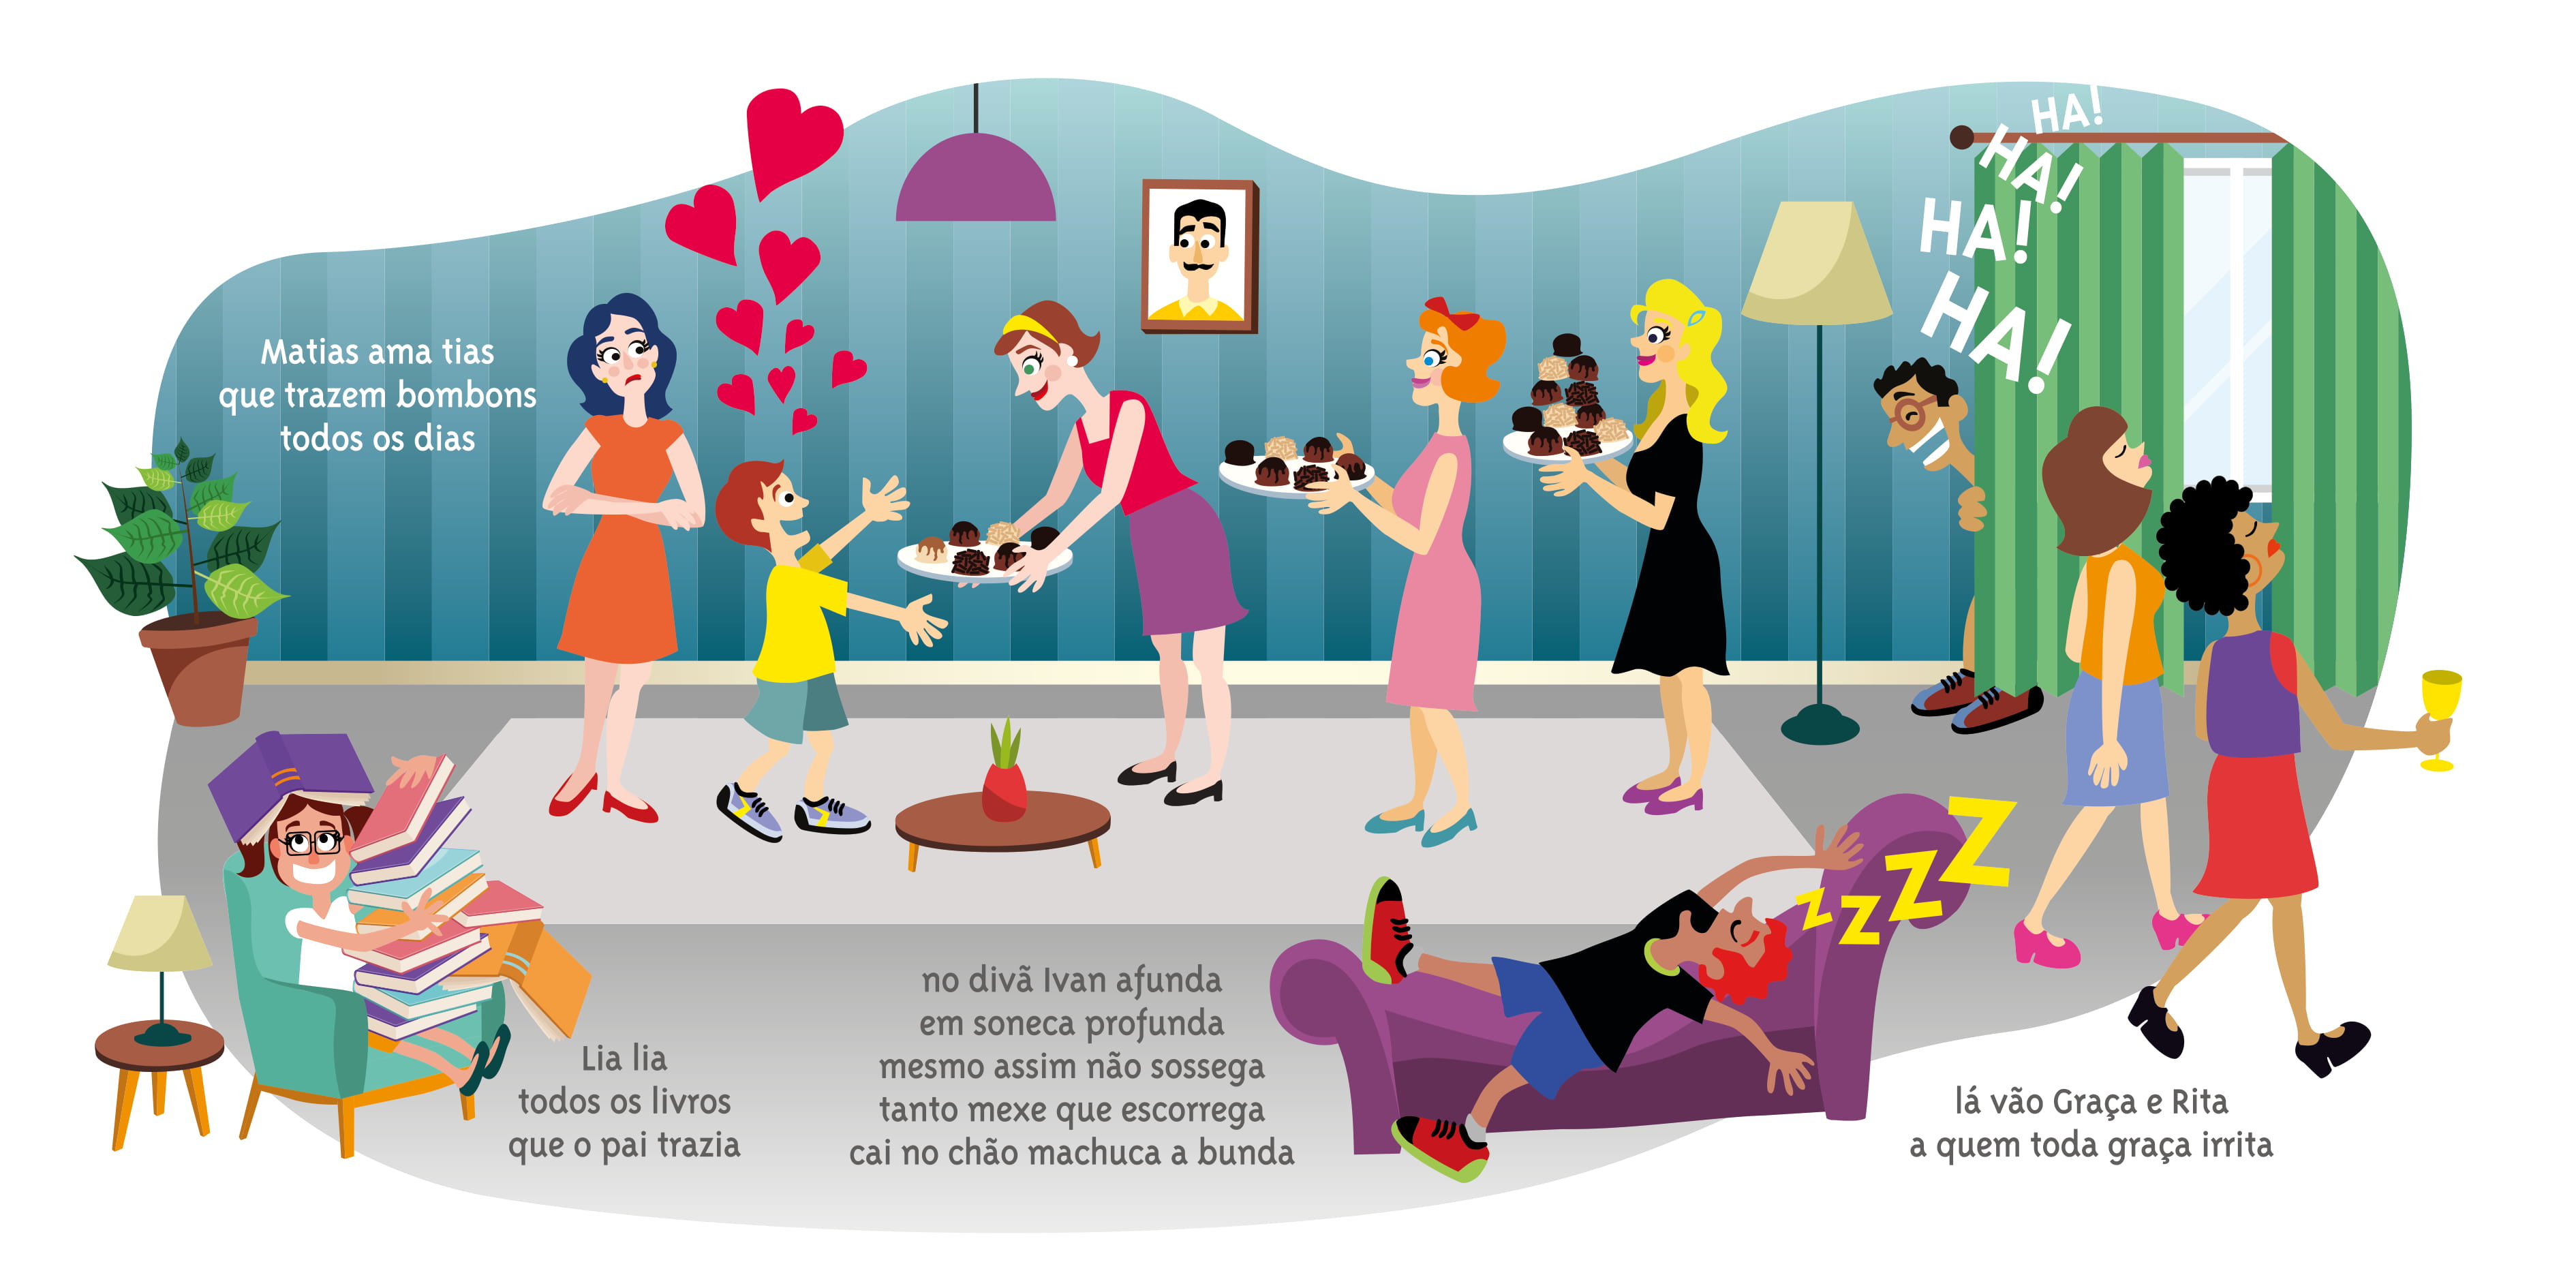 Matias ama tias
que trazem bombons
todos os dias
HA!
HA!
HA!
HA!
Lia lia
todos os livros
que o pai trazia
no divã Ivan afunda
em soneca profunda
mesmo assim não sossega
tanto mexe que escorrega
cai no chão machuca a bunda
z z z z
lá vão Graça e Rita
a quem toda graça irrita